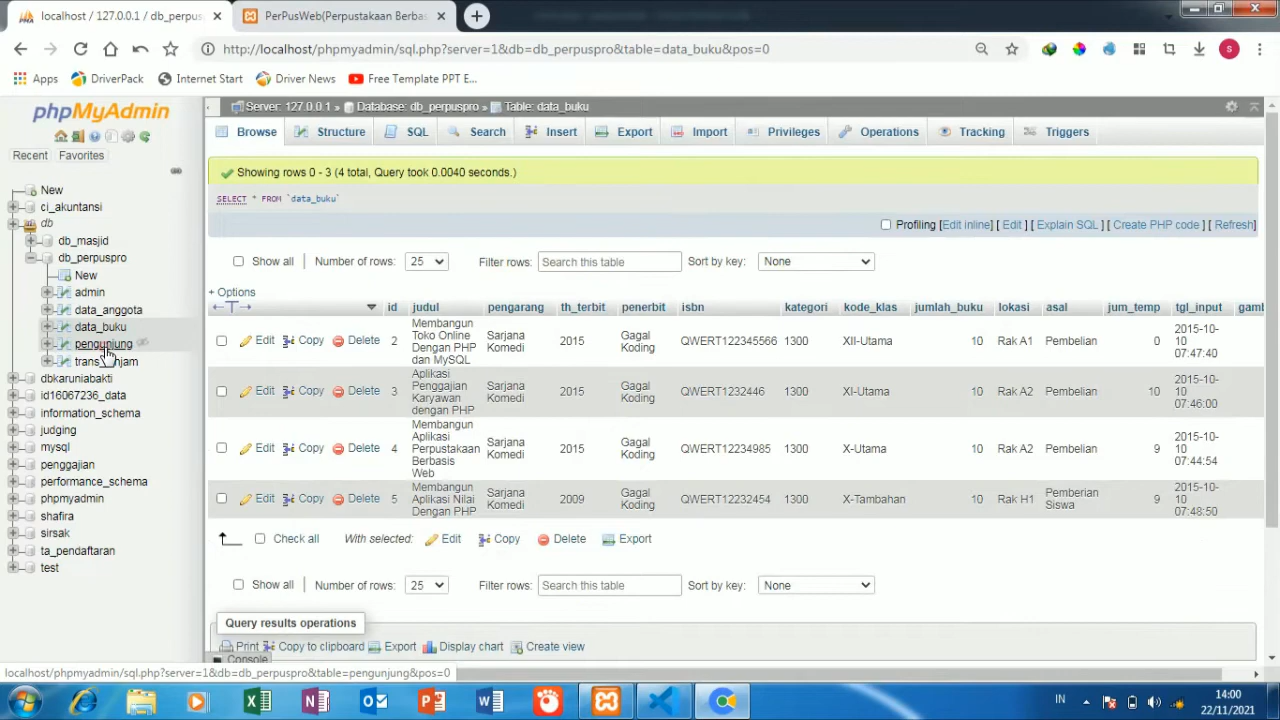 localhost / 127.0.0.1 / db_perpus
PerPusWeb(Perpustakaan Berbas
http://localhost/phpmyadmin/sql.php?server=1&db=db_perpuspro&table=data_buku&pos=0
S
Apps
DriverPack
Internet Start
Driver News
Free Template PPT E...
phpMyAdmin
Recent
Favorites
New
ci_akuntansi
db
db_masjid
db_perpuspro
New
admin
data_anggota
data_buku
pengunjung
dbkaruniabakti
id16067236_data
information_schema
judging
mysql
penggajian
performance_schema
phpmyadmin
shafira
sirsak
ta_pendaftaran
test
Server: 127.0.0.1 » Database: db_perpuspro » Table: data_buku
Browse
Structure
SQL
Search
Insert
Export
Import
Privileges
Operations
Tracking
Triggers
Showing rows 0 - 3 (4 total, Query took 0.0040 seconds.)
SELECT * FROM `data_buku`
Profiling [Edit inline] [ Edit ] [ Explain SQL ] [ Create PHP code ] [ Refresh]
Show all | Number of rows: 25 Filter rows: Search this table Sort by key: None
+ Options
←T→ id judul pengarang th_terbit penerbit isbn kategori kode_klas jumlah_buku lokasi asal jum_temp tgl_input gamb
Edit Copy Delete 2 Membangun Toko Online Dengan PHP dan MySQL Sarjana Komedi 2015 Gagal Koding QWERT122345566 1300 XII-Utama 10 Rak A1 Pembelian 0 2015-10-10 07:47:40
Edit Copy Delete 3 Aplikasi Penggajian Karyawan dengan PHP Sarjana Komedi 2015 Gagal Koding QWERT1232446 1300 XI-Utama 10 Rak A2 Pembelian 10 2015-10-10 07:46:00
Edit Copy Delete 4 Membangun Aplikasi Perpustakaan Berbasis Web Sarjana Komedi 2015 Gagal Koding QWERT12234985 1300 X-Utama 10 Rak A2 Pembelian 9 2015-10-10 07:44:54
Edit Copy Delete 5 Membangun Aplikasi Nilai Dengan PHP Sarjana Komedi 2009 Gagal Koding QWERT12232454 1300 X-Tambahan 10 Rak H1 Pemberian Siswa 9 2015-10-10 07:48:50
Check all With selected: Edit Copy Delete Export
Show all | Number of rows: 25 Filter rows: Search this table Sort by key: None
Query results operations
Print Copy to clipboard Export Display chart Create view
Console
localhost/phpmyadmin/sql.php?server=1&db=db_perpuspro&table=pengunjung&pos=0
IN
14:00
22/11/2021